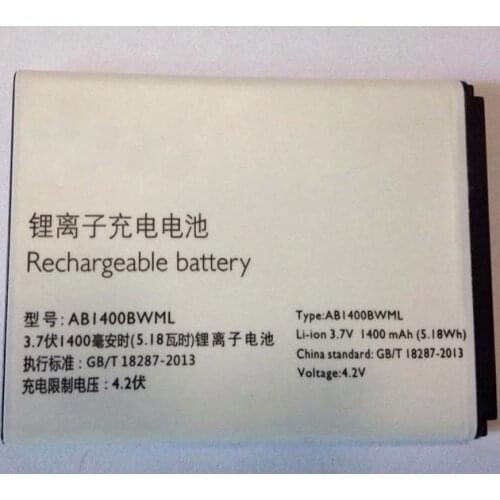 锂离子充电电池
Rechargeable battery
型号: AB1400BWML
3.7伏1400毫安时(5.18瓦时)锂离子电池
执行标准: GB/T 18287-2013
充电限制电压: 4.2伏
Type:AB1400BWML
Li-ion 3.7V 1400 mAh (5.18Wh)
China standard: GB/T 18287-2013
Voltage:4.2V